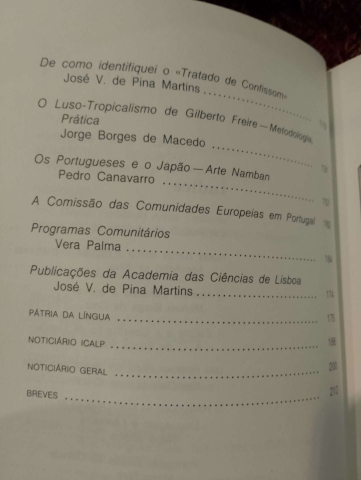 De como identifiquei o «Tratado de Confissom»
José V. de Pina Martins
O Luso-Tropicalismo de Gilberto Freire — Metodologia,
Prática
Jorge Borges de Macedo
Os Portugueses e o Japão — Arte Namban
Pedro Canavarro
A Comissão das Comunidades Europeias em Portugal
Programas Comunitários
Vera Palma
Publicações da Academia das Ciências de Lisboa
José V. de Pina Martins
PÁTRIA DA LÍNGUA 175
NOTICIÁRIO ICALP
NOTICIÁRIO GERAL
BREVES